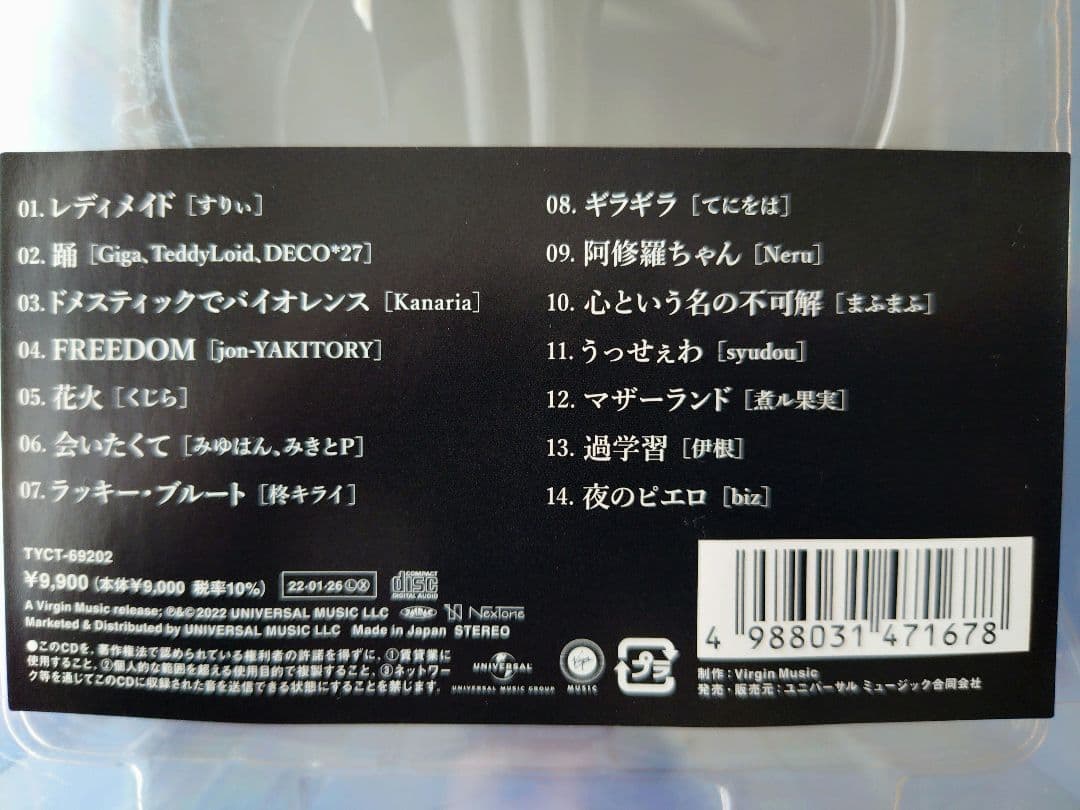 01. レディメイド [すりぃ]
02. 踊 [Giga、TeddyLoid、DECO*27]
03. ドメスティックでバイオレンス [Kanaria]
04. FREEDOM [jon-YAKITORY]
05. 花火 [くじら]
06. 会いたくて [みゆはん、みきとP]
07. ラッキー・ブルート [柊キライ]
08. ギラギラ [てにをは]
09. 阿修羅ちゃん [Neru]
10. 心という名の不可解 [まふまふ]
11. うっせぇわ [syudou]
12. マザーランド [煮ル果実]
13. 過学習 [伊根]
14. 夜のピエロ [biz]
TYCT-69202
¥9,900 (本体¥9,000 税率10%) 22·01·26ⓁⓍ COMPACT disc DIGITAL AUDIO
A Virgin Music release; ℗&©2022 UNIVERSAL MUSIC LLC JASRAC N NexTone
Marketed & Distributed by UNIVERSAL MUSIC LLC Made in Japan STEREO
●このCDを、著作権法で認められている権利者の許諾を得ずに、①賃貸業に
使用すること、②個人的な範囲を超える使用目的で複製すること、③ネットワー
ク等を通じてこのCDに収録された音を送信できる状態にすることを禁じます。
UNIVERSAL
UNIVERSAL MUSIC GROUP
Virgin
MUSIC
プラ
4 988031 471678
制作：Virgin Music
発売・販売元：ユニバーサル ミュージック合同会社